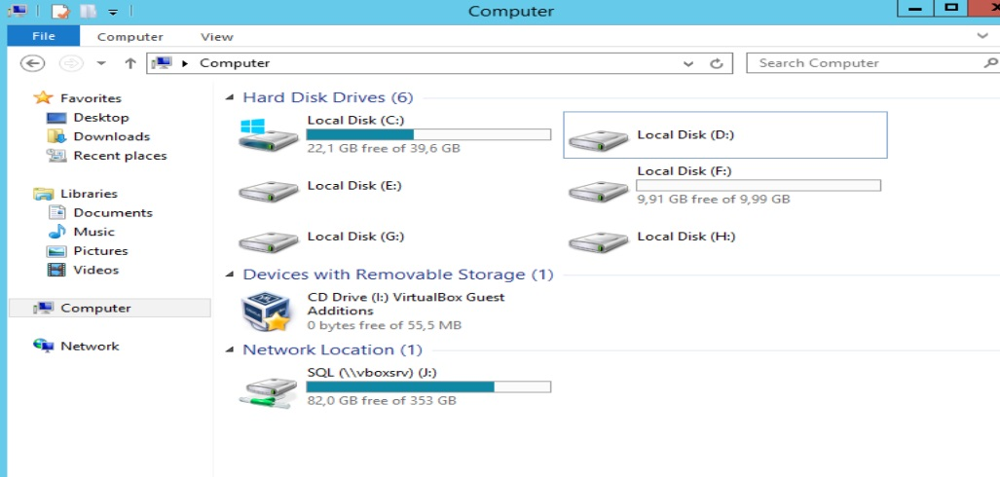 Computer
File
Computer
View
Computer
Search Computer
Favorites
Desktop
Downloads
Recent places
Libraries
Documents
Music
Pictures
Videos
Computer
Network
Hard Disk Drives (6)
Local Disk (C:)
22,1 GB free of 39,6 GB
Local Disk (D:)
Local Disk (E:)
Local Disk (F:)
9,91 GB free of 9,99 GB
Local Disk (G:)
Local Disk (H:)
Devices with Removable Storage (1)
CD Drive (I:) VirtualBox Guest
Additions
0 bytes free of 55,5 MB
Network Location (1)
SQL (\\vboxsrv) (J:)
82,0 GB free of 353 GB